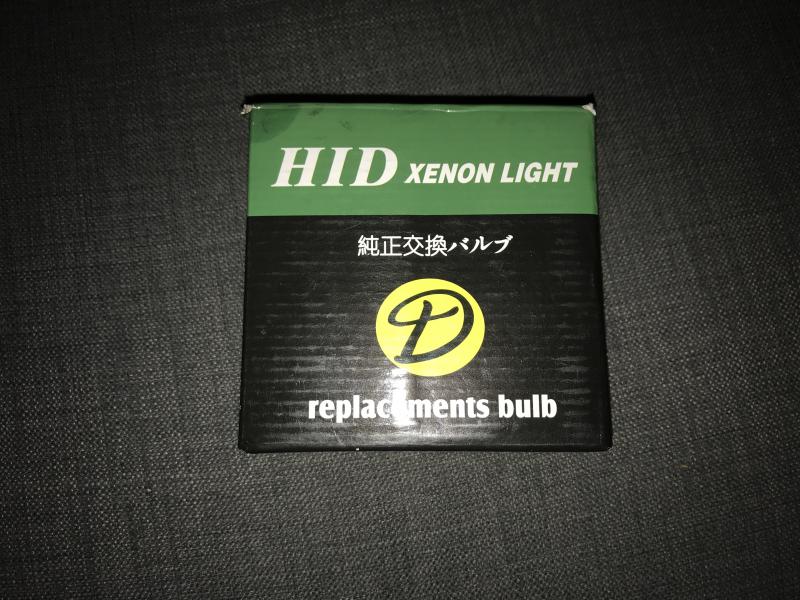 HID XENON LIGHT
純正交換バルブ
D
replacements bulb